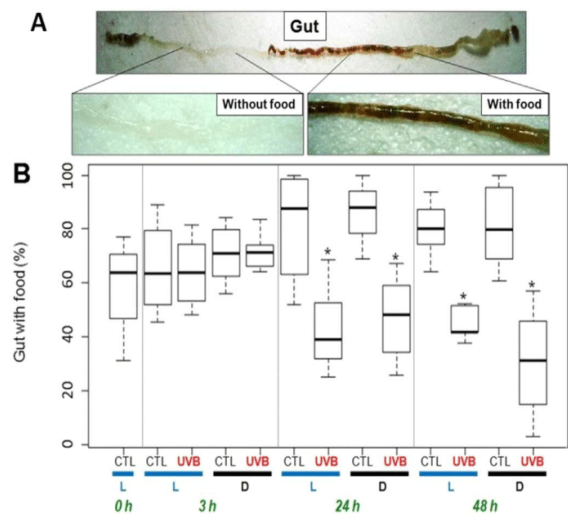 A
Gut
Without food
With food
B
Gut with food (%)
100
80
60
40
20
0
* * * *
CTL CTL UVB CTL UVB CTL UVB CTL UVB CTL UVB CTL UVB
L L D L D L D
0 h 3 h 24 h 48 h